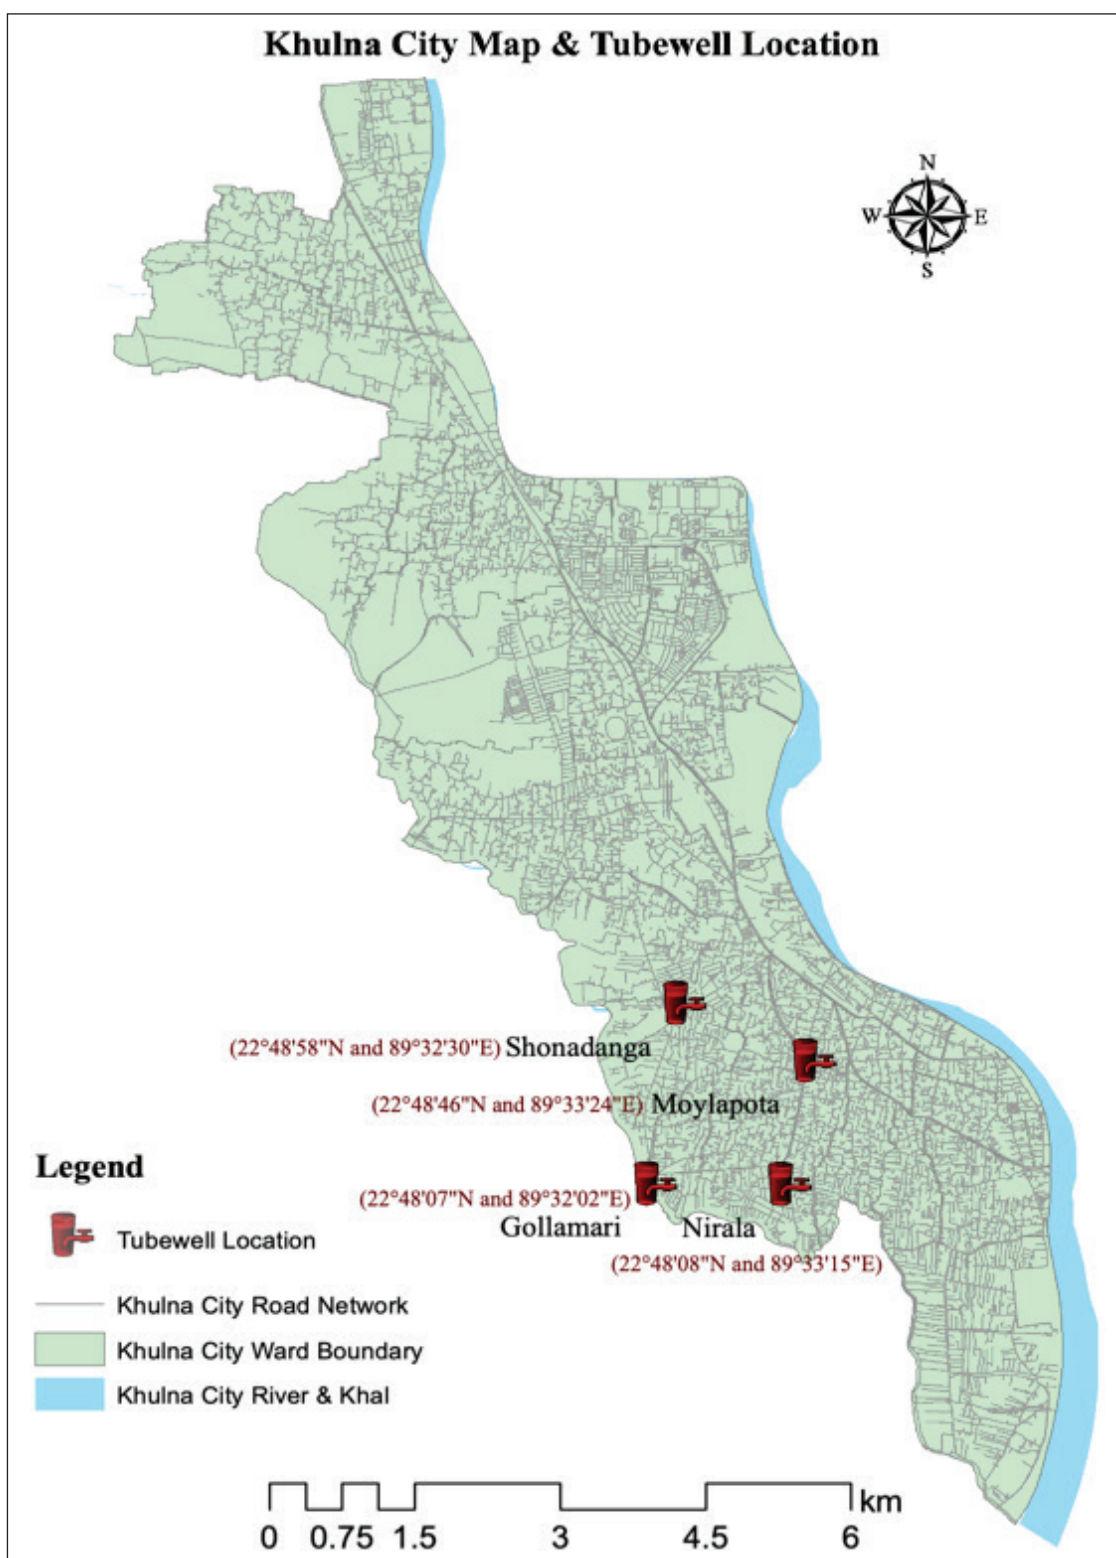 Khulna City Map & Tubewell Location
N
W
E
S
(22°48'58"N and 89°32'30"E) Shonadanga
(22°48'46"N and 89°33'24"E) Moylapota
Legend
(22°48'07"N and 89°32'02"E)
Gollamari
Nirala
Tubewell Location
(22°48'08"N and 89°33'15"E)
Khulna City Road Network
Khulna City Ward Boundary
Khulna City River & Khal
km
0 0.75 1.5 3 4.5 6